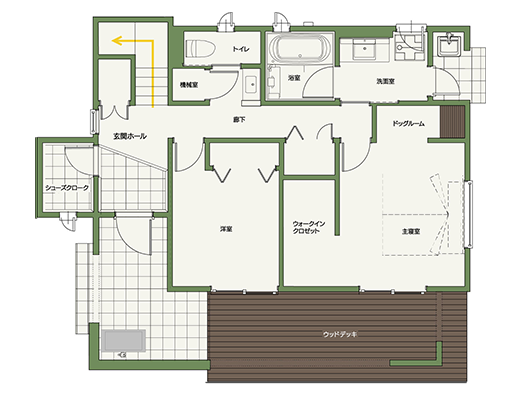 トイレ
機械室
浴室
洗面室
廊下
ドッグルーム
玄関ホール
シューズクローク
洋室
ウォークイン
クロゼット
主寝室
ウッドデッキ